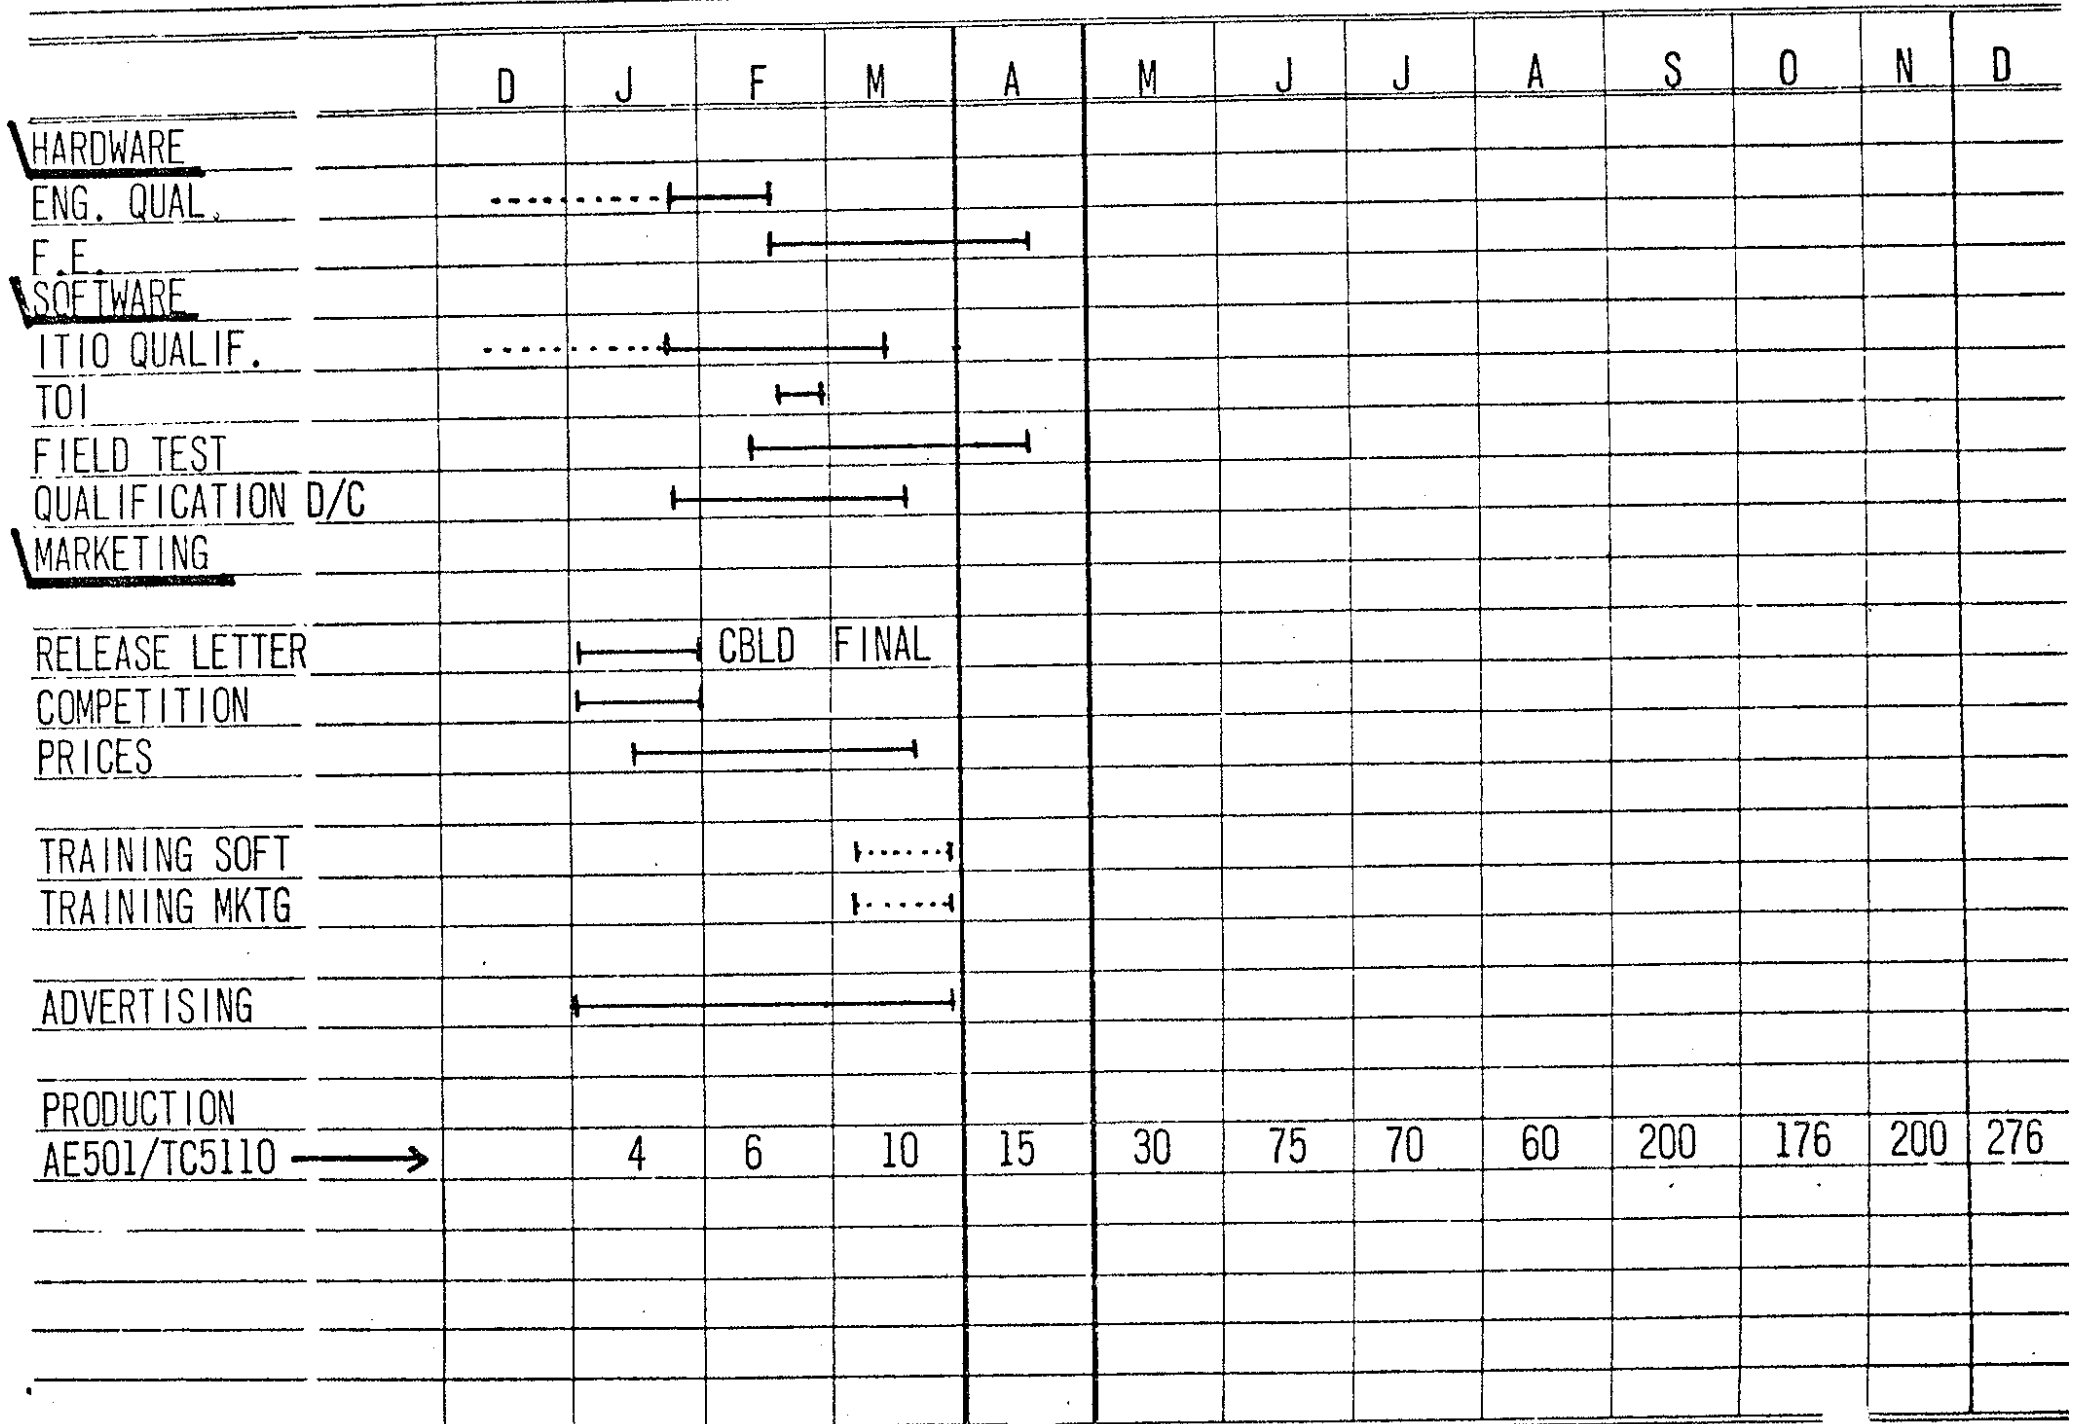 D J F M A M J J A S O N D
HARDWARE
ENG. QUAL.
F.E.
SOFTWARE
ITIO QUALIF.
TOI
FIELD TEST
QUALIFICATION D/C
MARKETING
RELEASE LETTER CBLD FINAL
COMPETITION
PRICES
TRAINING SOFT
TRAINING MKTG
ADVERTISING
PRODUCTION
AE501/TC5110 4 6 10 15 30 75 70 60 200 176 200 276